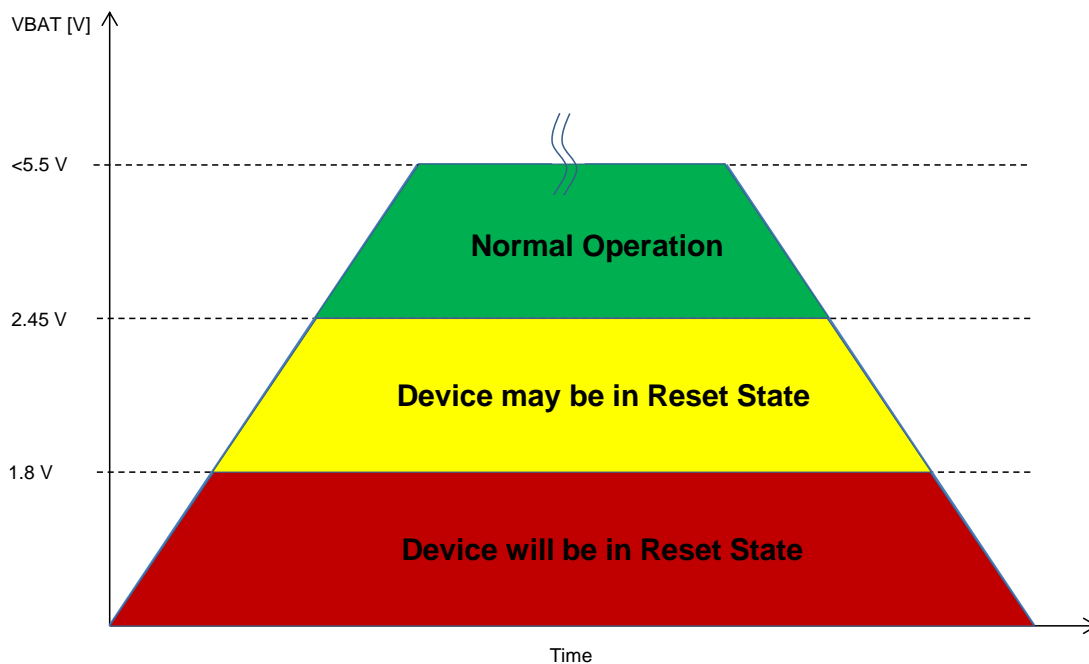 VBAT [V]
<5.5 V
Normal Operation
2.45 V
Device may be in Reset State
1.8 V
Device will be in Reset State
Time